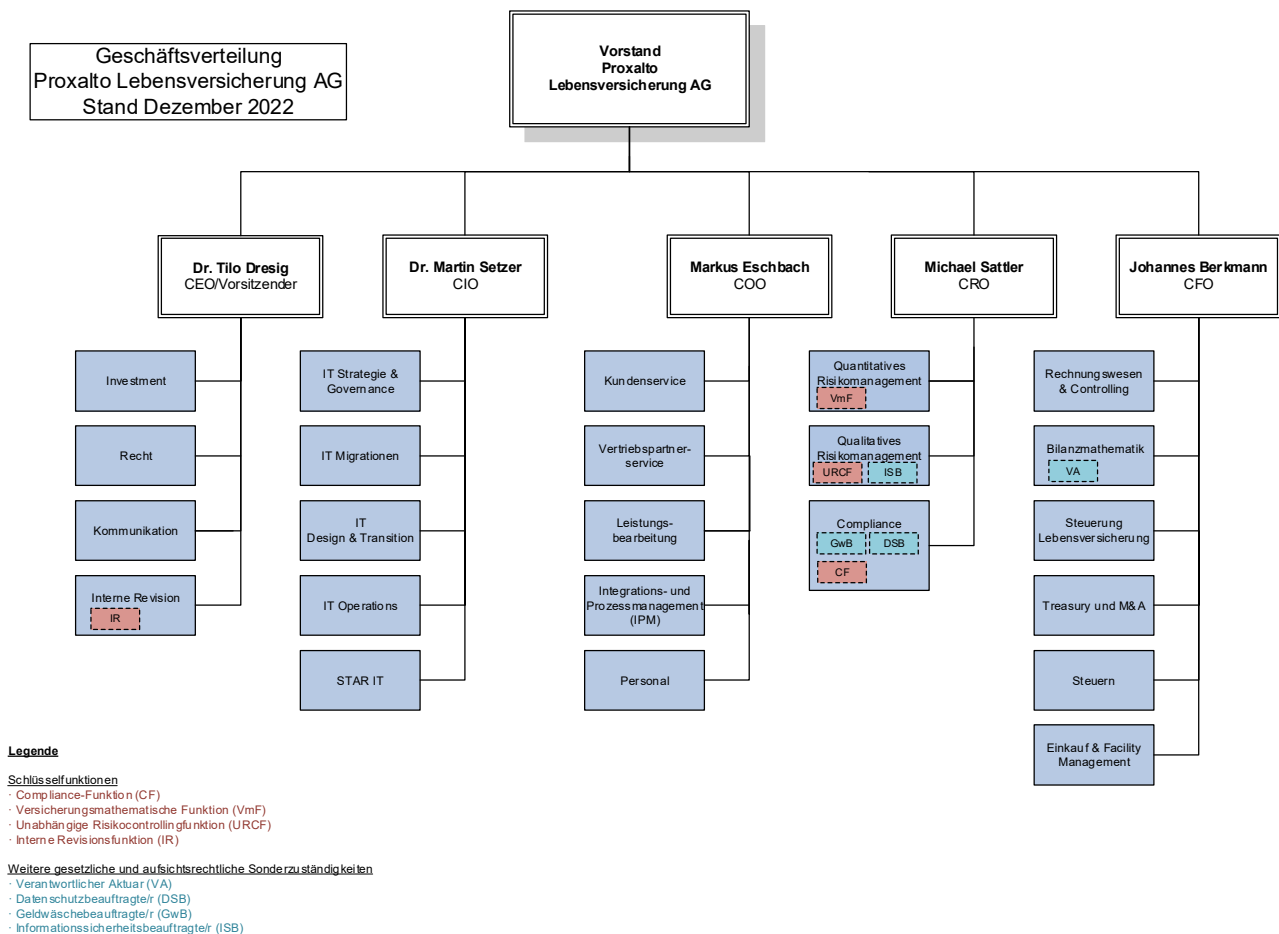 Geschäftsverteilung
Proxalto Lebensversicherung AG
Stand Dezember 2022
Vorstand
Proxalto
Lebensversicherung AG
Dr. Tilo Dresig
CEO/Vorsitzender
Dr. Martin Setzer
CIO
Markus Eschbach
COO
Michael Sattler
CRO
Johannes Berkmann
CFO
Investment
Recht
Kommunikation
Interne Revision
IR
IT Strategie &
Governance
IT Migrationen
IT
Design & Transition
IT Operations
STAR IT
Kundenservice
Vertriebspartner-
service
Leistungs-
bearbeitung
Integrations- und
Prozessmanagement
(IPM)
Personal
Quantitatives
Risikomanagement
VmF
Qualitatives
Risikomanagement
URCF
ISB
Compliance
GwB
DSB
CF
Rechnungswesen
& Controlling
Bilanzmathematik
VA
Steuerung
Lebensversicherung
Treasury und M&A
Steuern
Einkauf & Facility
Management
Legende
Schlüsselfunktionen
· Compliance-Funktion (CF)
· Versicherungsmathematische Funktion (VmF)
· Unabhängige Risikocontrollingfunktion (URCF)
· Interne Revisionsfunktion (IR)
Weitere gesetzliche und aufsichtsrechtliche Sonderzuständigkeiten
· Verantwortlicher Aktuar (VA)
· Datenschutzbeauftragte/r (DSB)
· Geldwäschebeauftragte/r (GwB)
· Informationssicherheitsbeauftragte/r (ISB)